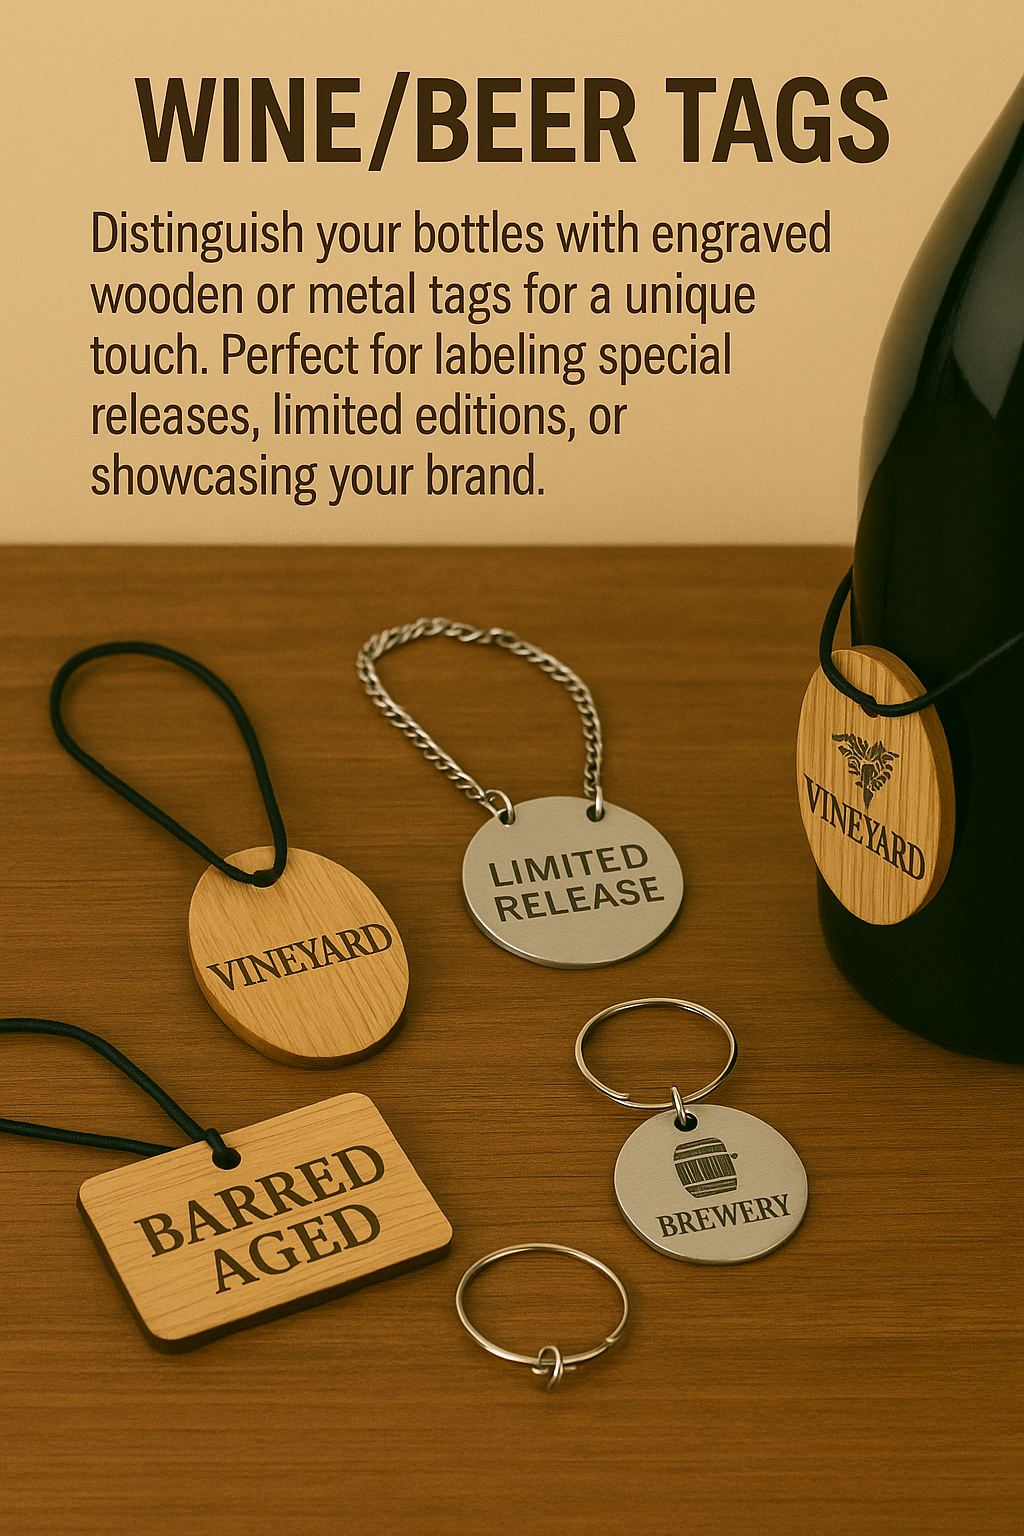 WINE/BEER TAGS
Distinguish your bottles with engraved
wooden or metal tags for a unique
touch. Perfect for labeling special
releases, limited editions, or
showcasing your brand.
VINEYARD
LIMITED
RELEASE
VINEYARD
BARRED
AGED
BREWERY